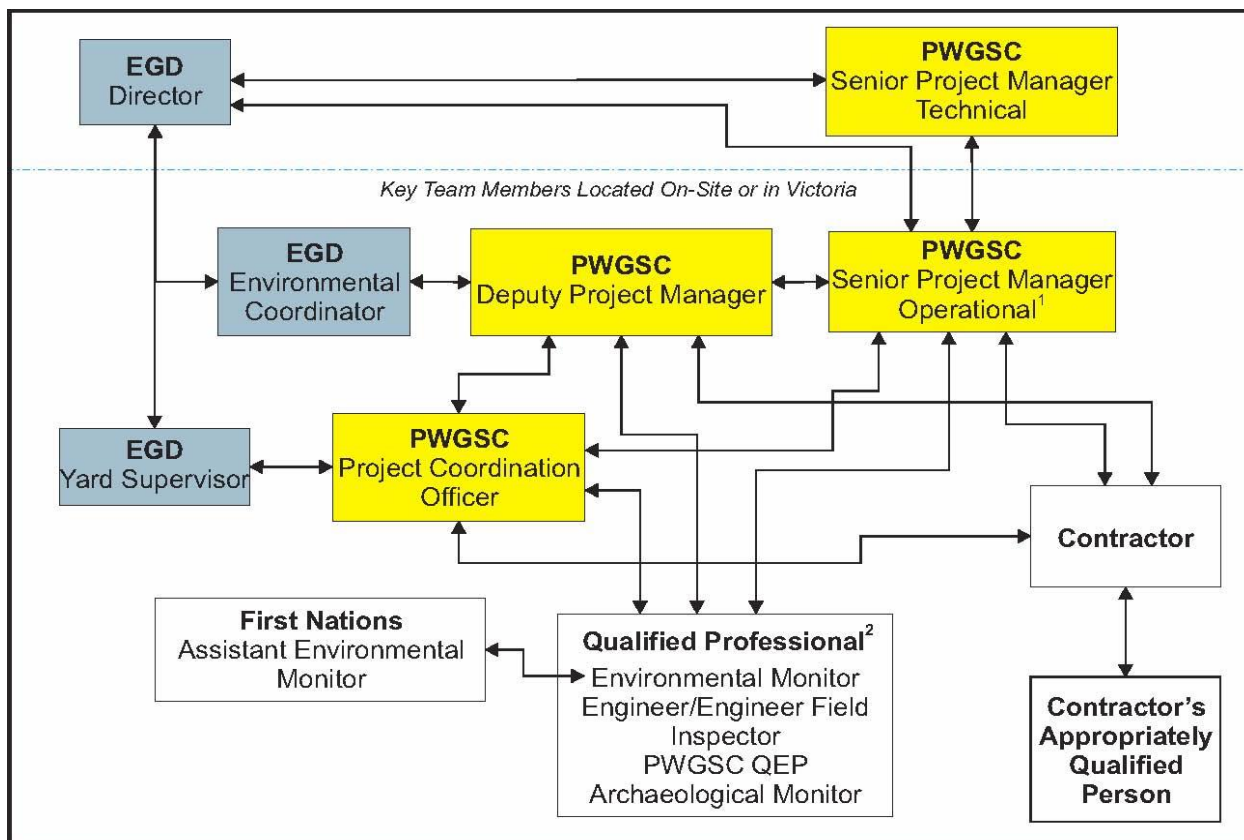 EGD
Director
PWGSC
Senior Project Manager
Technical
Key Team Members Located On-Site or in Victoria
EGD
Environmental
Coordinator
PWGSC
Deputy Project Manager
PWGSC
Senior Project Manager
Operational¹
EGD
Yard Supervisor
PWGSC
Project Coordination
Officer
Contractor
First Nations
Assistant Environmental
Monitor
Qualified Professional²
Environmental Monitor
Engineer/Engineer Field
Inspector
PWGSC QEP
Archaeological Monitor
Contractor's
Appropriately
Qualified
Person